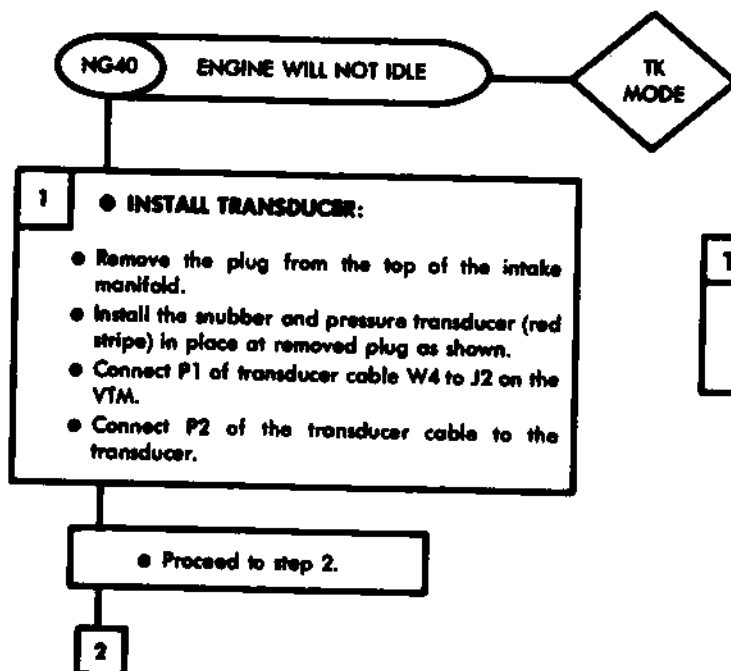 NG40 ENGINE WILL NOT IDLE
TK
MODE
1
● INSTALL TRANSDUCER:
● Remove the plug from the top of the intake
manifold.
● Install the snubber and pressure transducer (red
stripe) in place at removed plug as shown.
● Connect P1 of transducer cable W4 to J2 on the
VTM.
● Connect P2 of the transducer cable to the
transducer.
● Proceed to step 2.
2